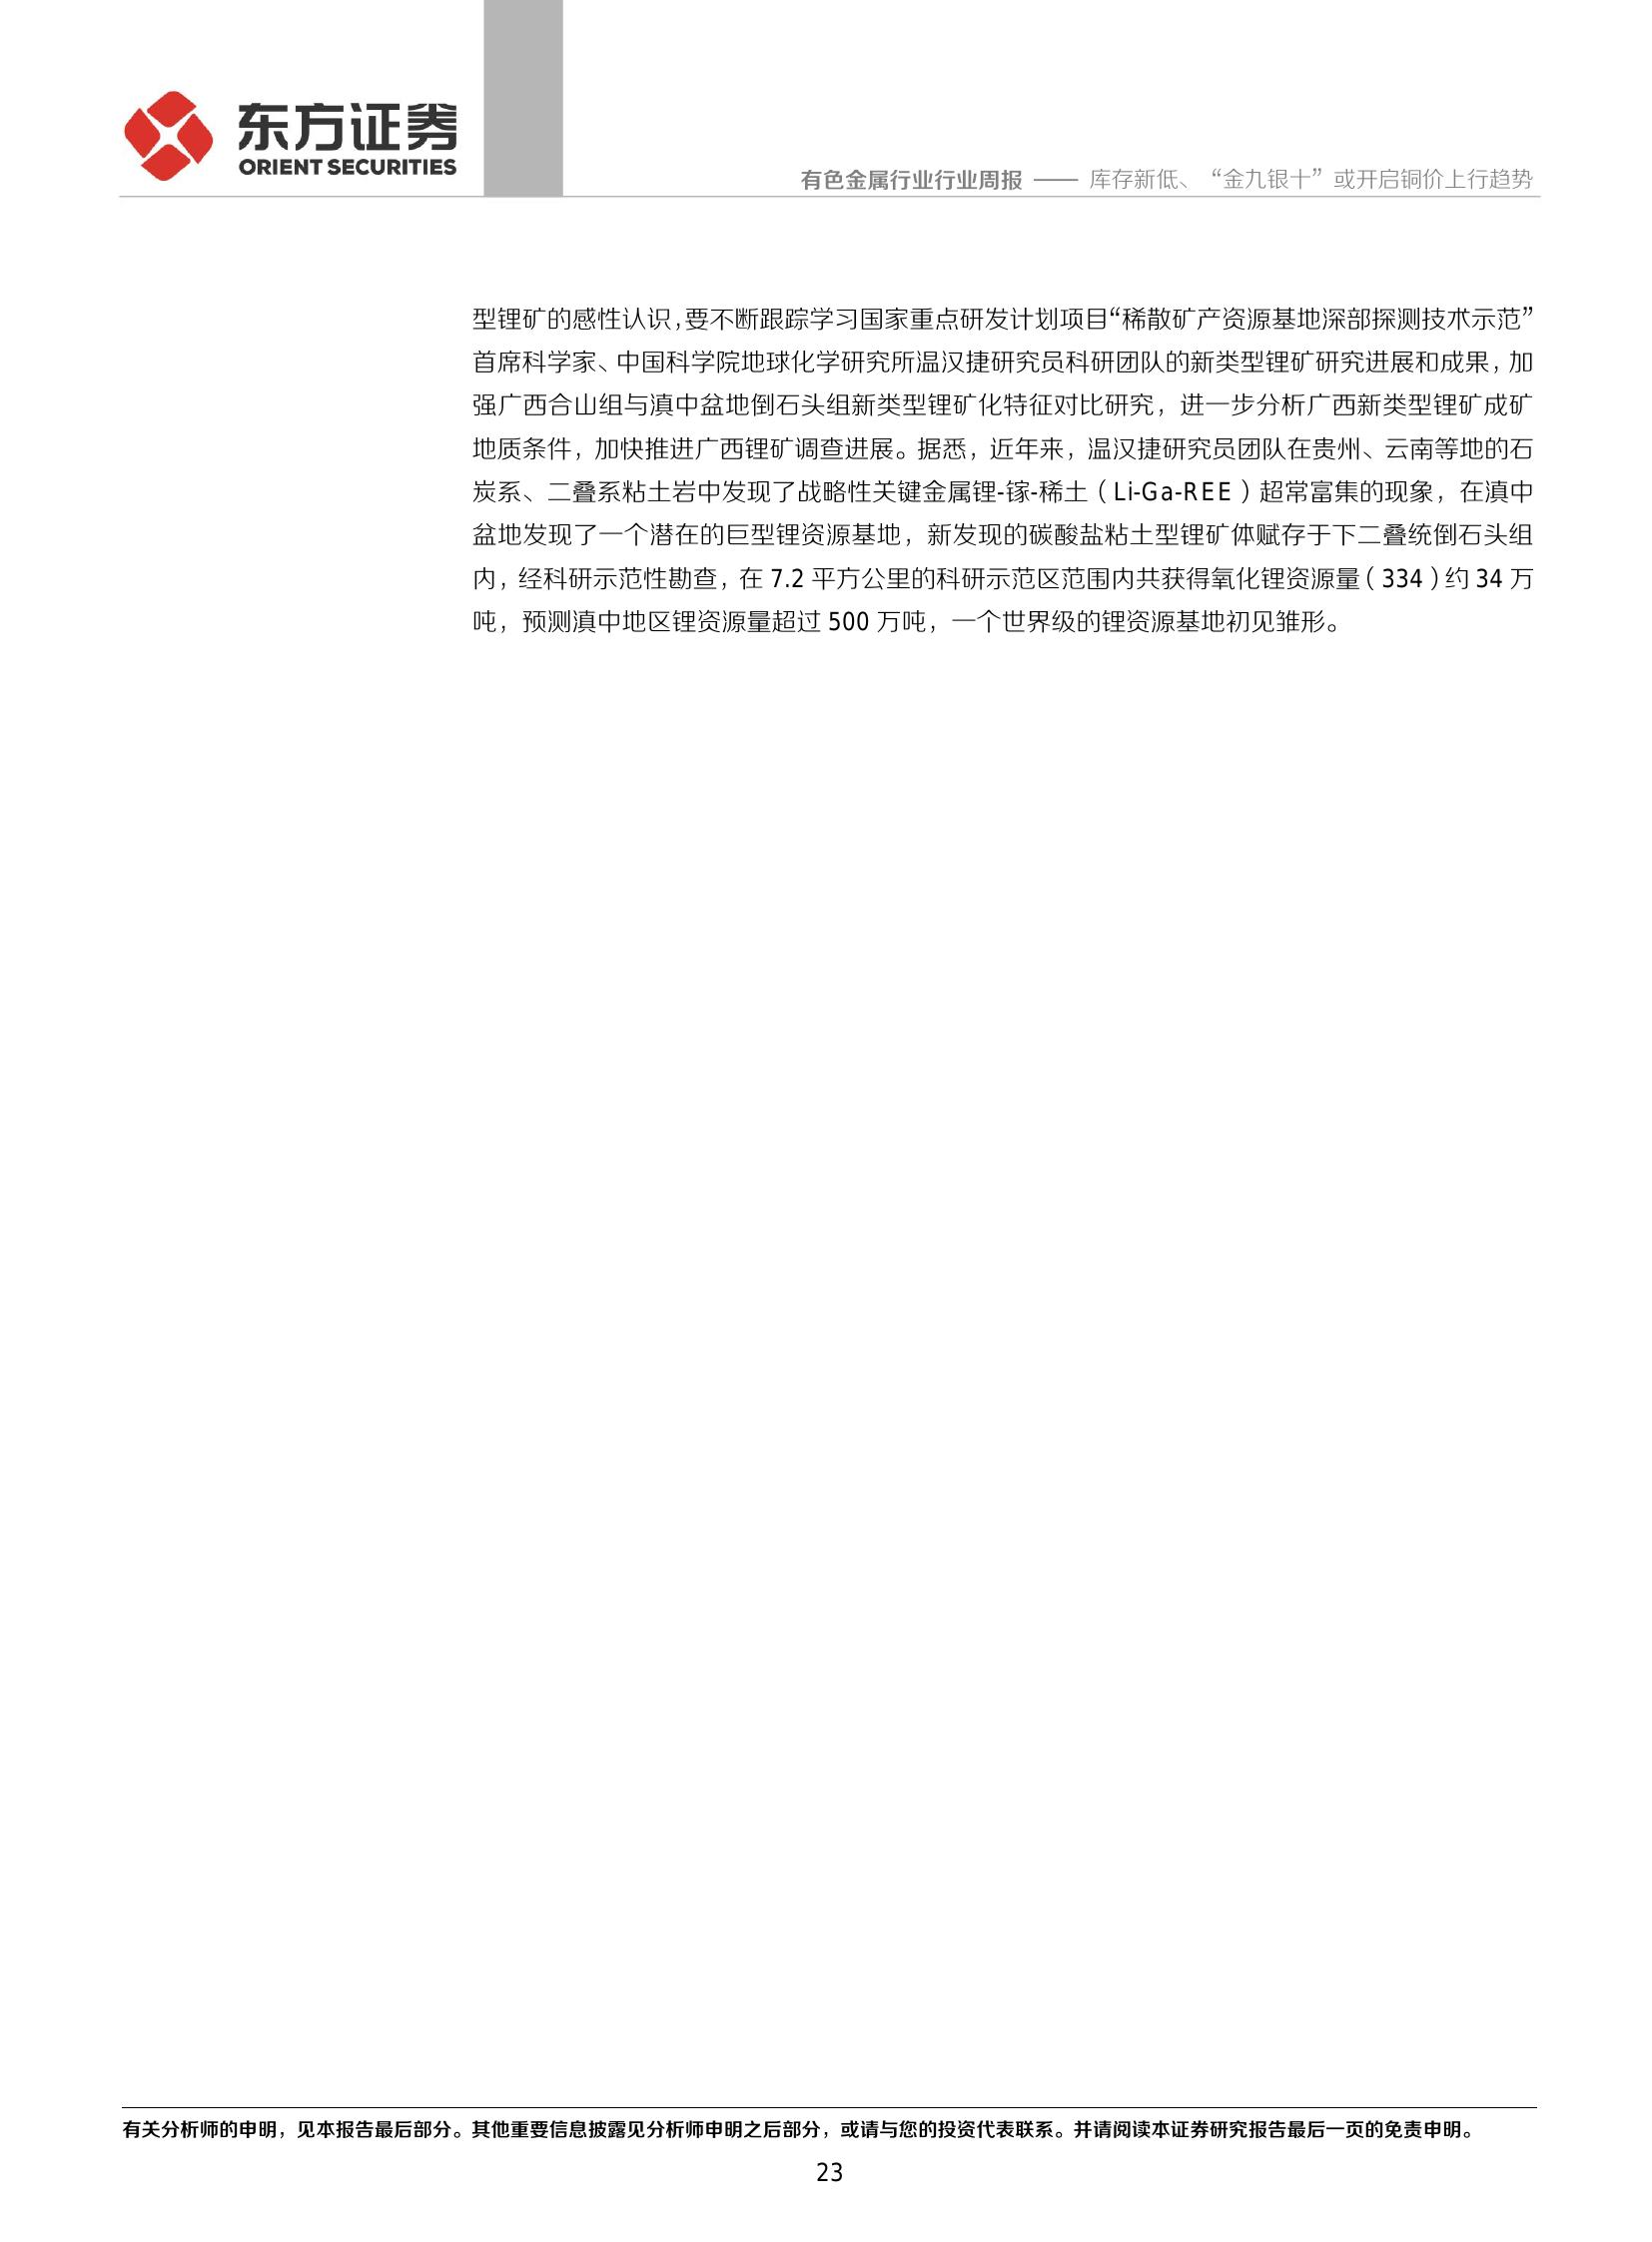 东方证券
ORIENT SECURITIES
有色金属行业行业周报 —— 库存新低、“金九银十”或开启铜价上行趋势
型锂矿的感性认识,要不断跟踪学习国家重点研发计划项目“稀散矿产资源基地深部探测技术示范”
首席科学家、中国科学院地球化学研究所温汉捷研究员科研团队的新类型锂矿研究进展和成果，加
强广西合山组与滇中盆地倒石头组新类型锂矿化特征对比研究，进一步分析广西新类型锂矿成矿
地质条件，加快推进广西锂矿调查进展。据悉，近年来，温汉捷研究员团队在贵州、云南等地的石
炭系、二叠系粘土岩中发现了战略性关键金属锂-镓-稀土（Li-Ga-REE）超常富集的现象，在滇中
盆地发现了一个潜在的巨型锂资源基地，新发现的碳酸盐粘土型锂矿体赋存于下二叠统倒石头组
内，经科研示范性勘查，在 7.2 平方公里的科研示范区范围内共获得氧化锂资源量（334）约 34 万
吨，预测滇中地区锂资源量超过 500 万吨，一个世界级的锂资源基地初见雏形。
有关分析师的申明，见本报告最后部分。其他重要信息披露见分析师申明之后部分，或请与您的投资代表联系。并请阅读本证券研究报告最后一页的免责申明。
23